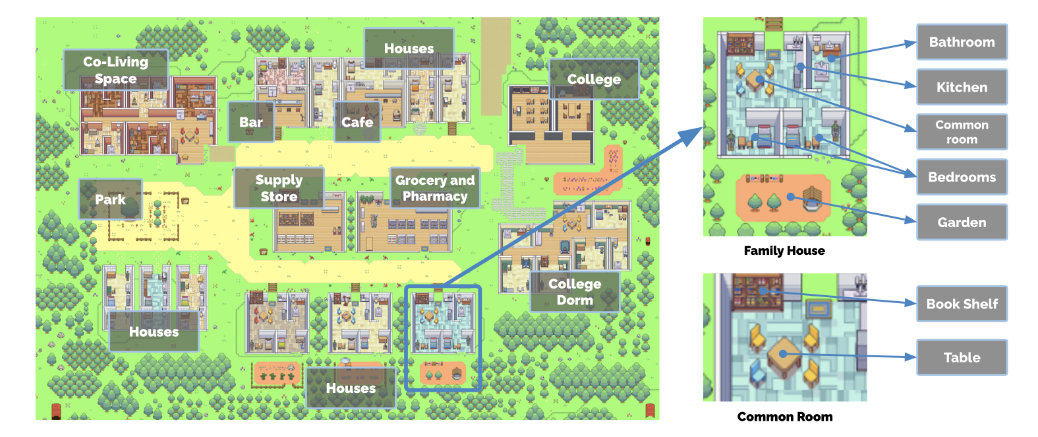 Co-Living
Space
Houses
College
Bar
Cafe
Park
Supply
Store
Grocery and
Pharmacy
College
Dorm
Houses
Houses
Bathroom
Kitchen
Common
room
Bedrooms
Garden
Family House
Book Shelf
Table
Common Room